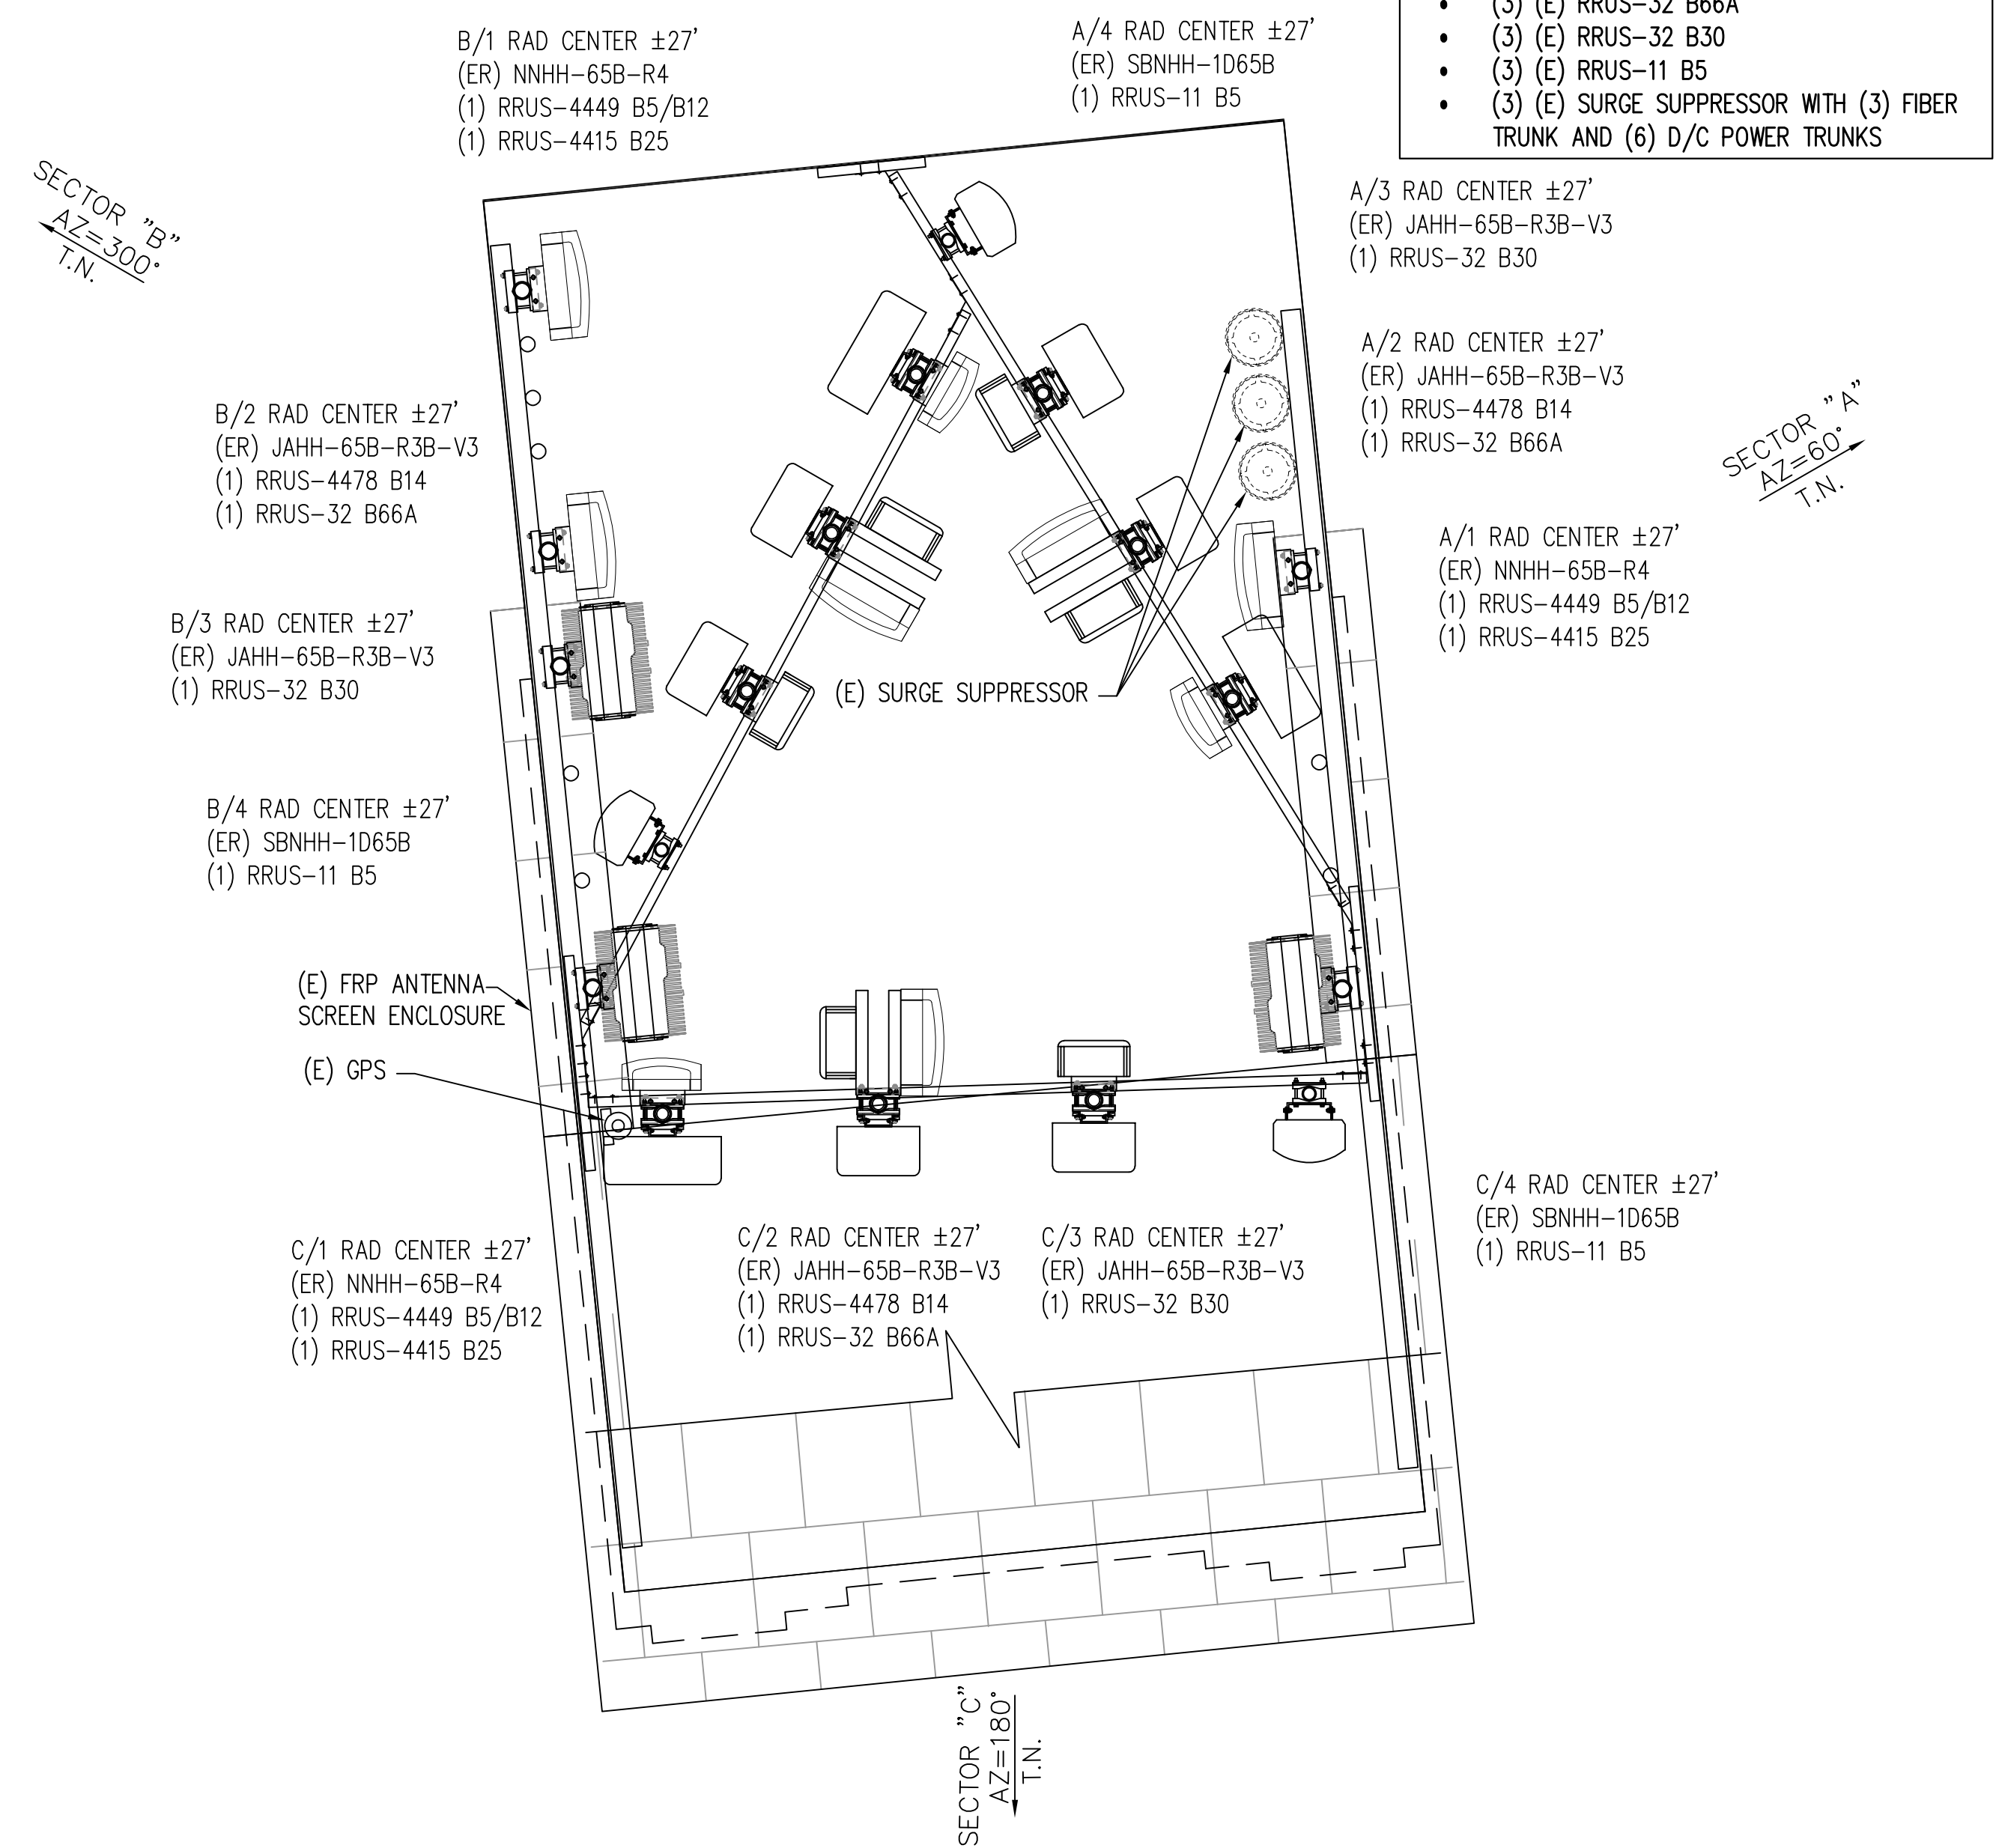 (3) (E) RRUS-32 B66A
(3) (E) RRUS-32 B30
(3) (E) RRUS-11 B5
(3) (E) SURGE SUPPRESSOR WITH (3) FIBER
TRUNK AND (6) D/C POWER TRUNKS
B/1 RAD CENTER ±27'
(ER) NNHH-65B-R4
(1) RRUS-4449 B5/B12
(1) RRUS-4415 B25
A/4 RAD CENTER ±27'
(ER) SBNHH-1D65B
(1) RRUS-11 B5
SECTOR "B"
AZ=300°
T.N.
A/3 RAD CENTER ±27'
(ER) JAHH-65B-R3B-V3
(1) RRUS-32 B30
A/2 RAD CENTER ±27'
(ER) JAHH-65B-R3B-V3
(1) RRUS-4478 B14
(1) RRUS-32 B66A
SECTOR "A"
AZ=60°
T.N.
B/2 RAD CENTER ±27'
(ER) JAHH-65B-R3B-V3
(1) RRUS-4478 B14
(1) RRUS-32 B66A
A/1 RAD CENTER ±27'
(ER) NNHH-65B-R4
(1) RRUS-4449 B5/B12
(1) RRUS-4415 B25
B/3 RAD CENTER ±27'
(ER) JAHH-65B-R3B-V3
(1) RRUS-32 B30
(E) SURGE SUPPRESSOR
B/4 RAD CENTER ±27'
(ER) SBNHH-1D65B
(1) RRUS-11 B5
(E) FRP ANTENNA
SCREEN ENCLOSURE
(E) GPS
C/1 RAD CENTER ±27'
(ER) NNHH-65B-R4
(1) RRUS-4449 B5/B12
(1) RRUS-4415 B25
C/2 RAD CENTER ±27'
(ER) JAHH-65B-R3B-V3
(1) RRUS-4478 B14
(1) RRUS-32 B66A
C/3 RAD CENTER ±27'
(ER) JAHH-65B-R3B-V3
(1) RRUS-32 B30
C/4 RAD CENTER ±27'
(ER) SBNHH-1D65B
(1) RRUS-11 B5
SECTOR "C"
AZ=180°
T.N.